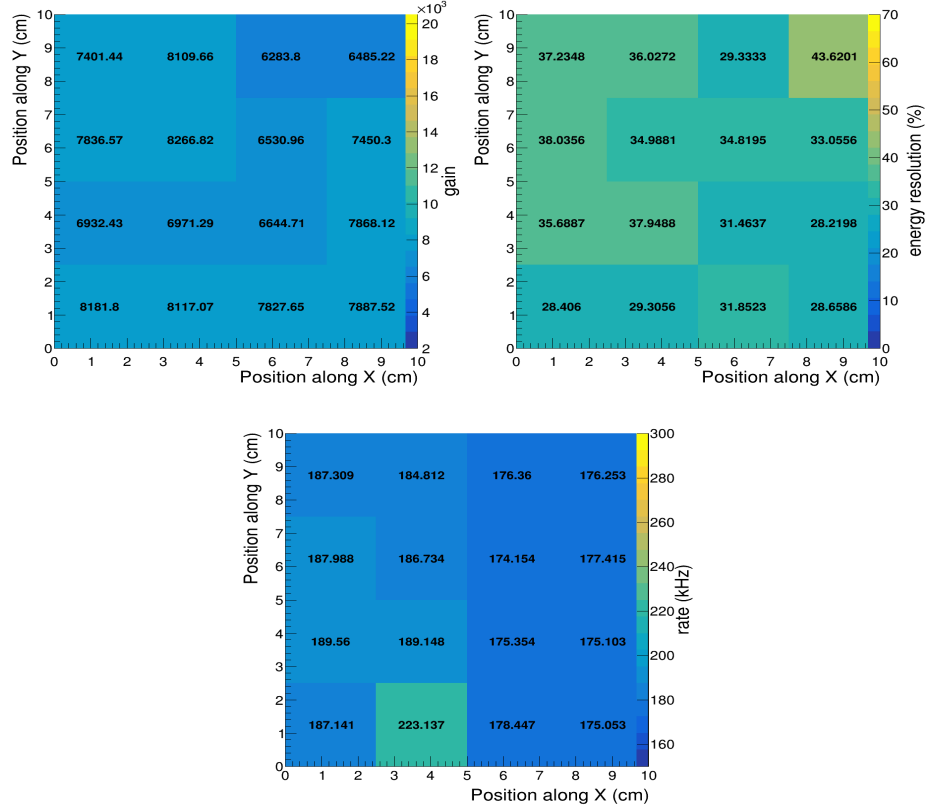 ×10³
Position along Y (cm)
10
9
8
7
6
5
4
3
2
1
0
7401.44 8109.66 6283.8 6485.22
7836.57 8266.82 6530.96 7450.3
6932.43 6971.29 6644.71 7868.12
8181.8 8117.07 7827.65 7887.52
0 1 2 3 4 5 6 7 8 9 10
Position along X (cm)
20
18
16
14
12
10
8
6
4
2
gain
Position along Y (cm)
10
9
8
7
6
5
4
3
2
1
0
37.2348 36.0272 29.3333 43.6201
38.0356 34.9881 34.8195 33.0556
35.6887 37.9488 31.4637 28.2198
28.406 29.3056 31.8523 28.6586
0 1 2 3 4 5 6 7 8 9 10
Position along X (cm)
70
60
50
40
30
20
10
0
energy resolution (%)
Position along Y (cm)
10
9
8
7
6
5
4
3
2
1
0
187.309 184.812 176.36 176.253
187.988 186.734 174.154 177.415
189.56 189.148 175.354 175.103
187.141 223.137 178.447 175.053
0 1 2 3 4 5 6 7 8 9 10
Position along X (cm)
300
280
260
240
220
200
180
160
rate (kHz)